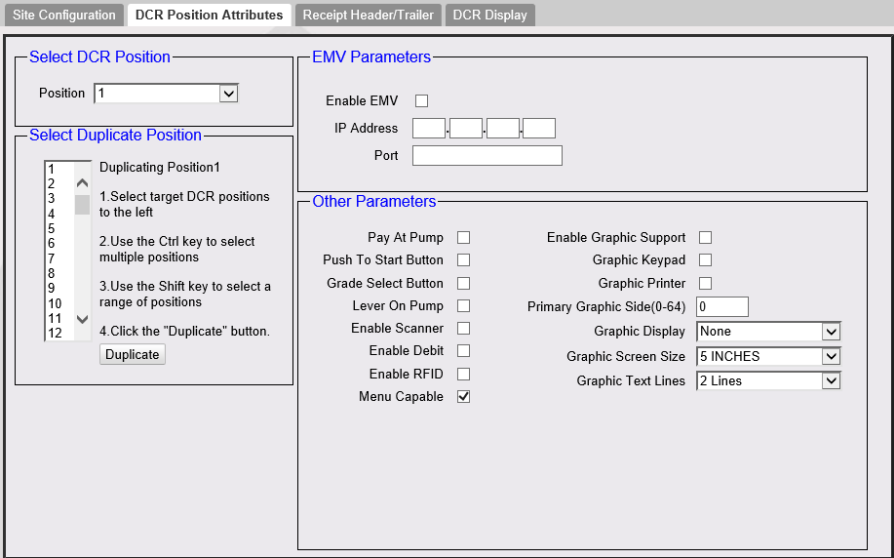 Site Configuration
DCR Position Attributes
Receipt Header/Trailer
DCR Display
Select DCR Position
Position 1
Select Duplicate Position
1
2
3
4
5
6
7
8
9
10
11
12
Duplicating Position1
1.Select target DCR positions
to the left
2.Use the Ctrl key to select
multiple positions
3.Use the Shift key to select a
range of positions
4.Click the "Duplicate" button.
Duplicate
EMV Parameters
Enable EMV
IP Address . . .
Port
Other Parameters
Pay At Pump
Push To Start Button
Grade Select Button
Lever On Pump
Enable Scanner
Enable Debit
Enable RFID
Menu Capable
Enable Graphic Support
Graphic Keypad
Graphic Printer
Primary Graphic Side(0-64) 0
Graphic Display None
Graphic Screen Size 5 INCHES
Graphic Text Lines 2 Lines